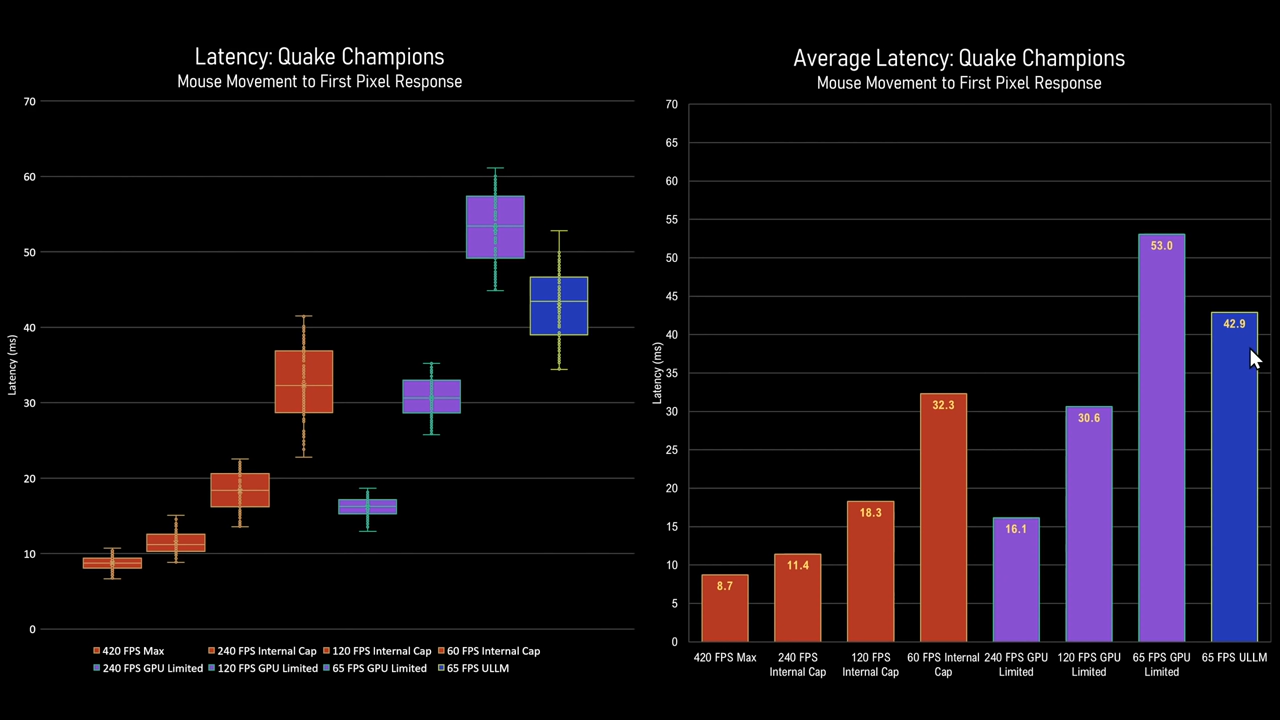 Latency: Quake Champions
Mouse Movement to First Pixel Response
70
60
50
40
30
20
10
0
Latency (ms)
420 FPS Max
240 FPS Internal Cap
120 FPS Internal Cap
60 FPS Internal Cap
240 FPS GPU Limited
120 FPS GPU Limited
65 FPS GPU Limited
65 FPS ULLM
Average Latency: Quake Champions
Mouse Movement to First Pixel Response
70
65
60
55
50
45
40
35
30
25
20
15
10
5
0
Latency (ms)
8.7
11.4
18.3
32.3
16.1
30.6
53.0
42.9
420 FPS Max
240 FPS
Internal Cap
120 FPS
Internal Cap
60 FPS Internal
Cap
240 FPS GPU
Limited
120 FPS GPU
Limited
65 FPS GPU
Limited
65 FPS ULLM